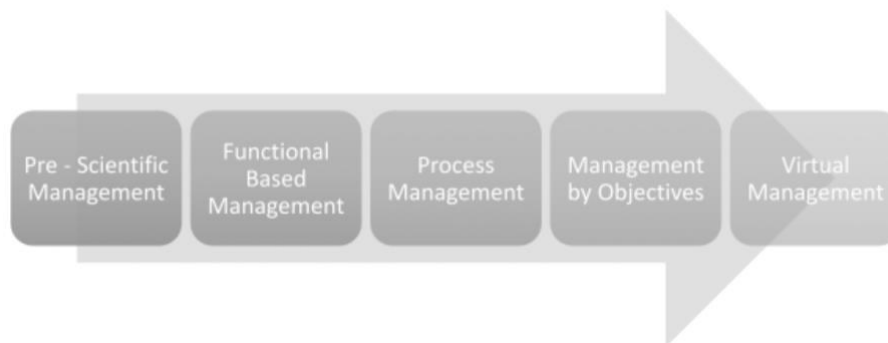 Pre - Scientific
Management
Functional
Based
Management
Process
Management
Management
by Objectives
Virtual
Management